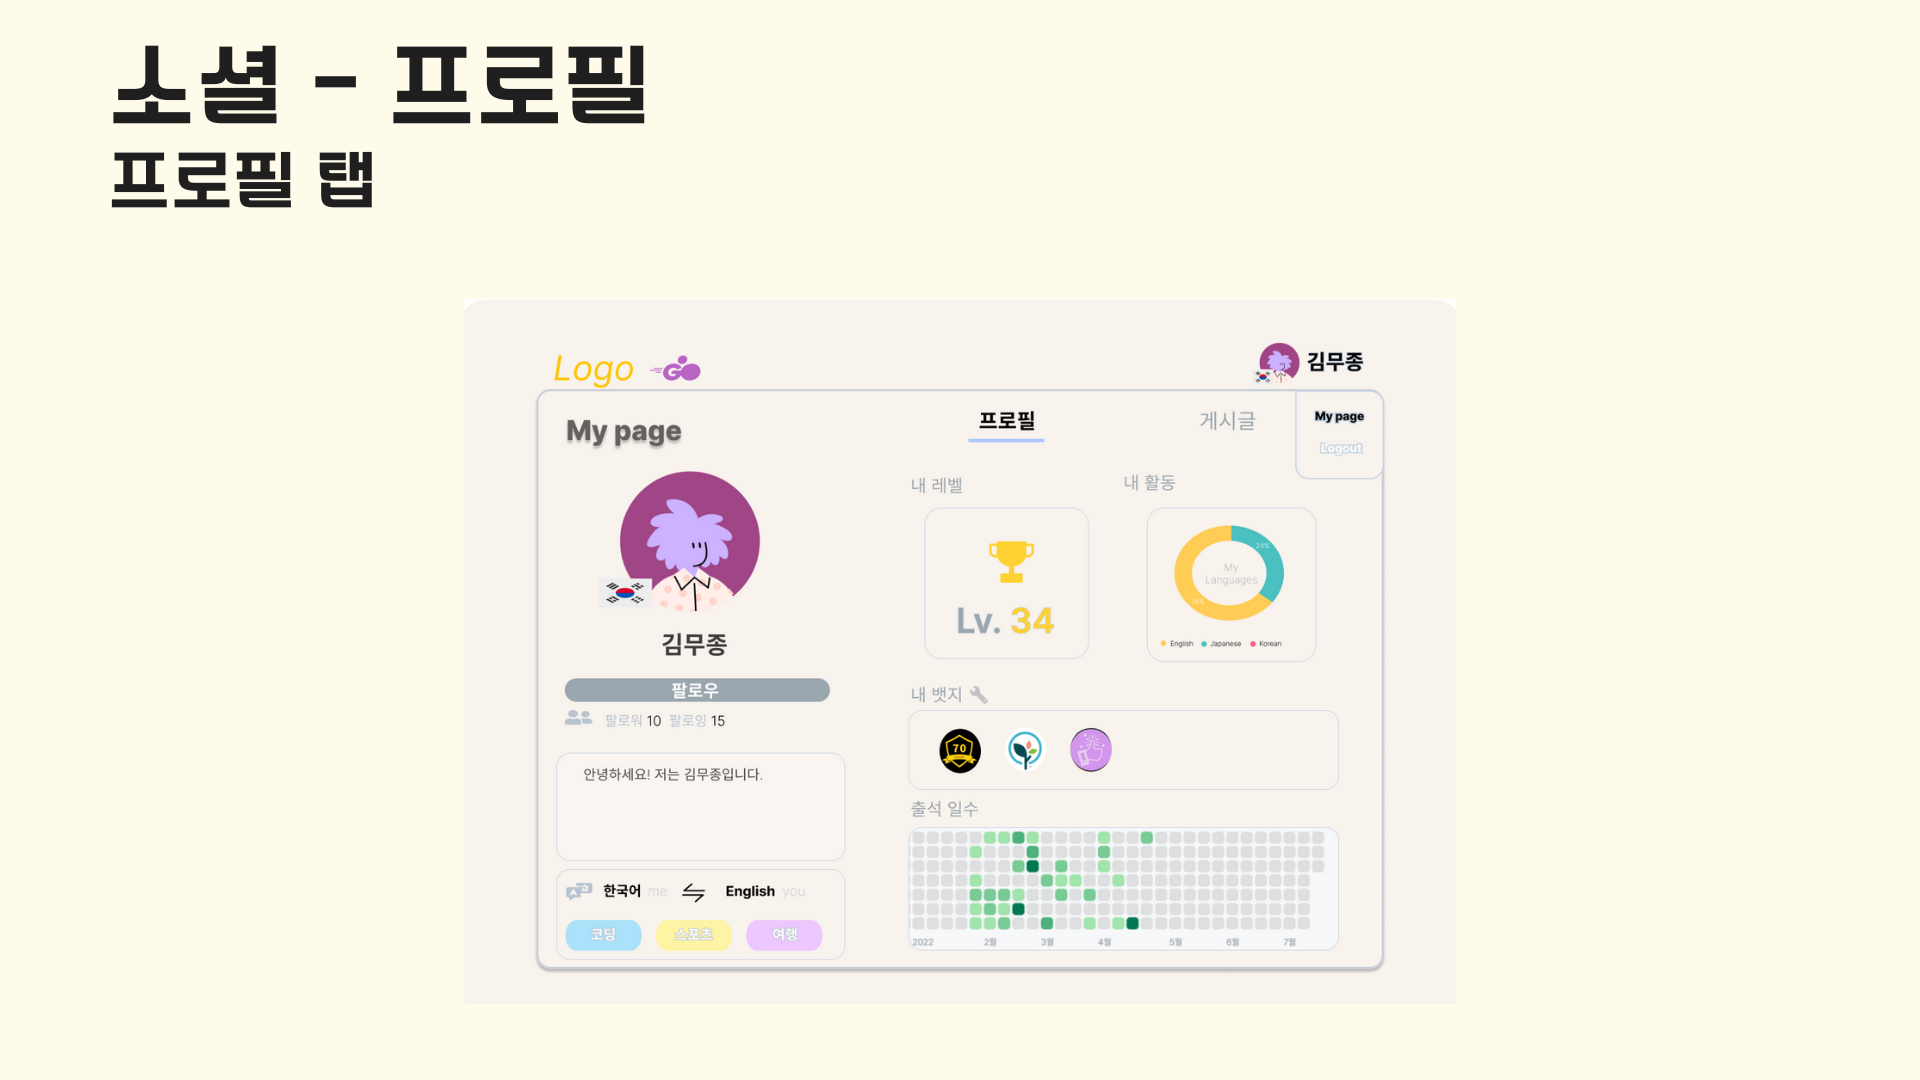 소셜 - 프로필
프로필 탭
Logo
김무종
My page
프로필
게시글
My page
Logout
김무종
팔로우
팔로워 10 팔로잉 15
안녕하세요! 저는 김무종입니다.
한국어 me English you
코딩 스포츠 여행
내 레벨
Lv. 34
내 활동
24%
My
Languages
English Japanese Korean
내 뱃지
70
출석 일수
2022 2월 3월 4월 5월 6월 7월